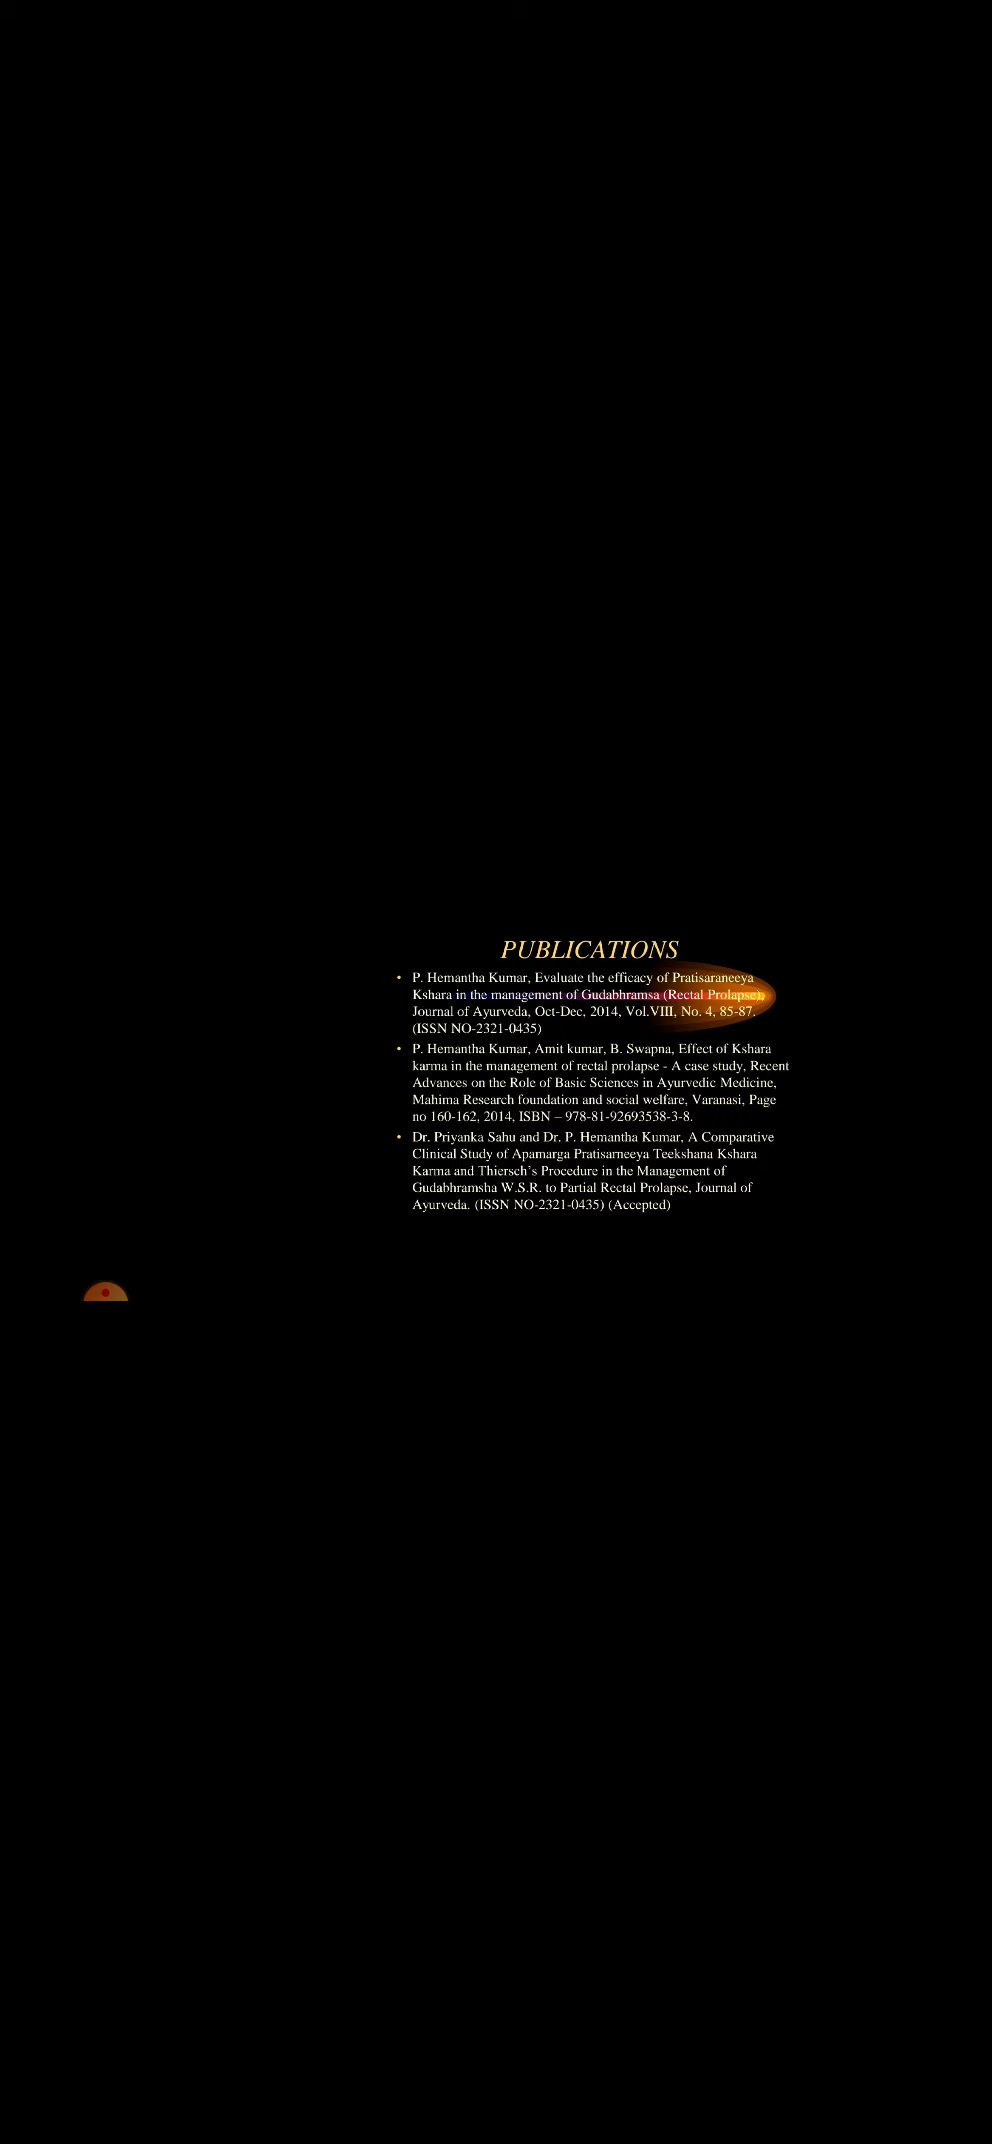 PUBLICATIONS
• P. Hemantha Kumar, Evaluate the efficacy of Pratisaraneeya
Kshara in the management of Gudabhramsa (Rectal Prolapse),
Journal of Ayurveda, Oct-Dec, 2014, Vol.VIII, No. 4, 85-87.
(ISSN NO-2321-0435)
• P. Hemantha Kumar, Amit kumar, B. Swapna, Effect of Kshara
karma in the management of rectal prolapse - A case study, Recent
Advances on the Role of Basic Sciences in Ayurvedic Medicine,
Mahima Research foundation and social welfare, Varanasi, Page
no 160-162, 2014, ISBN – 978-81-92693538-3-8.
• Dr. Priyanka Sahu and Dr. P. Hemantha Kumar, A Comparative
Clinical Study of Apamarga Pratisarneeya Teekshana Kshara
Karma and Thiersch’s Procedure in the Management of
Gudabhramsha W.S.R. to Partial Rectal Prolapse, Journal of
Ayurveda. (ISSN NO-2321-0435) (Accepted)